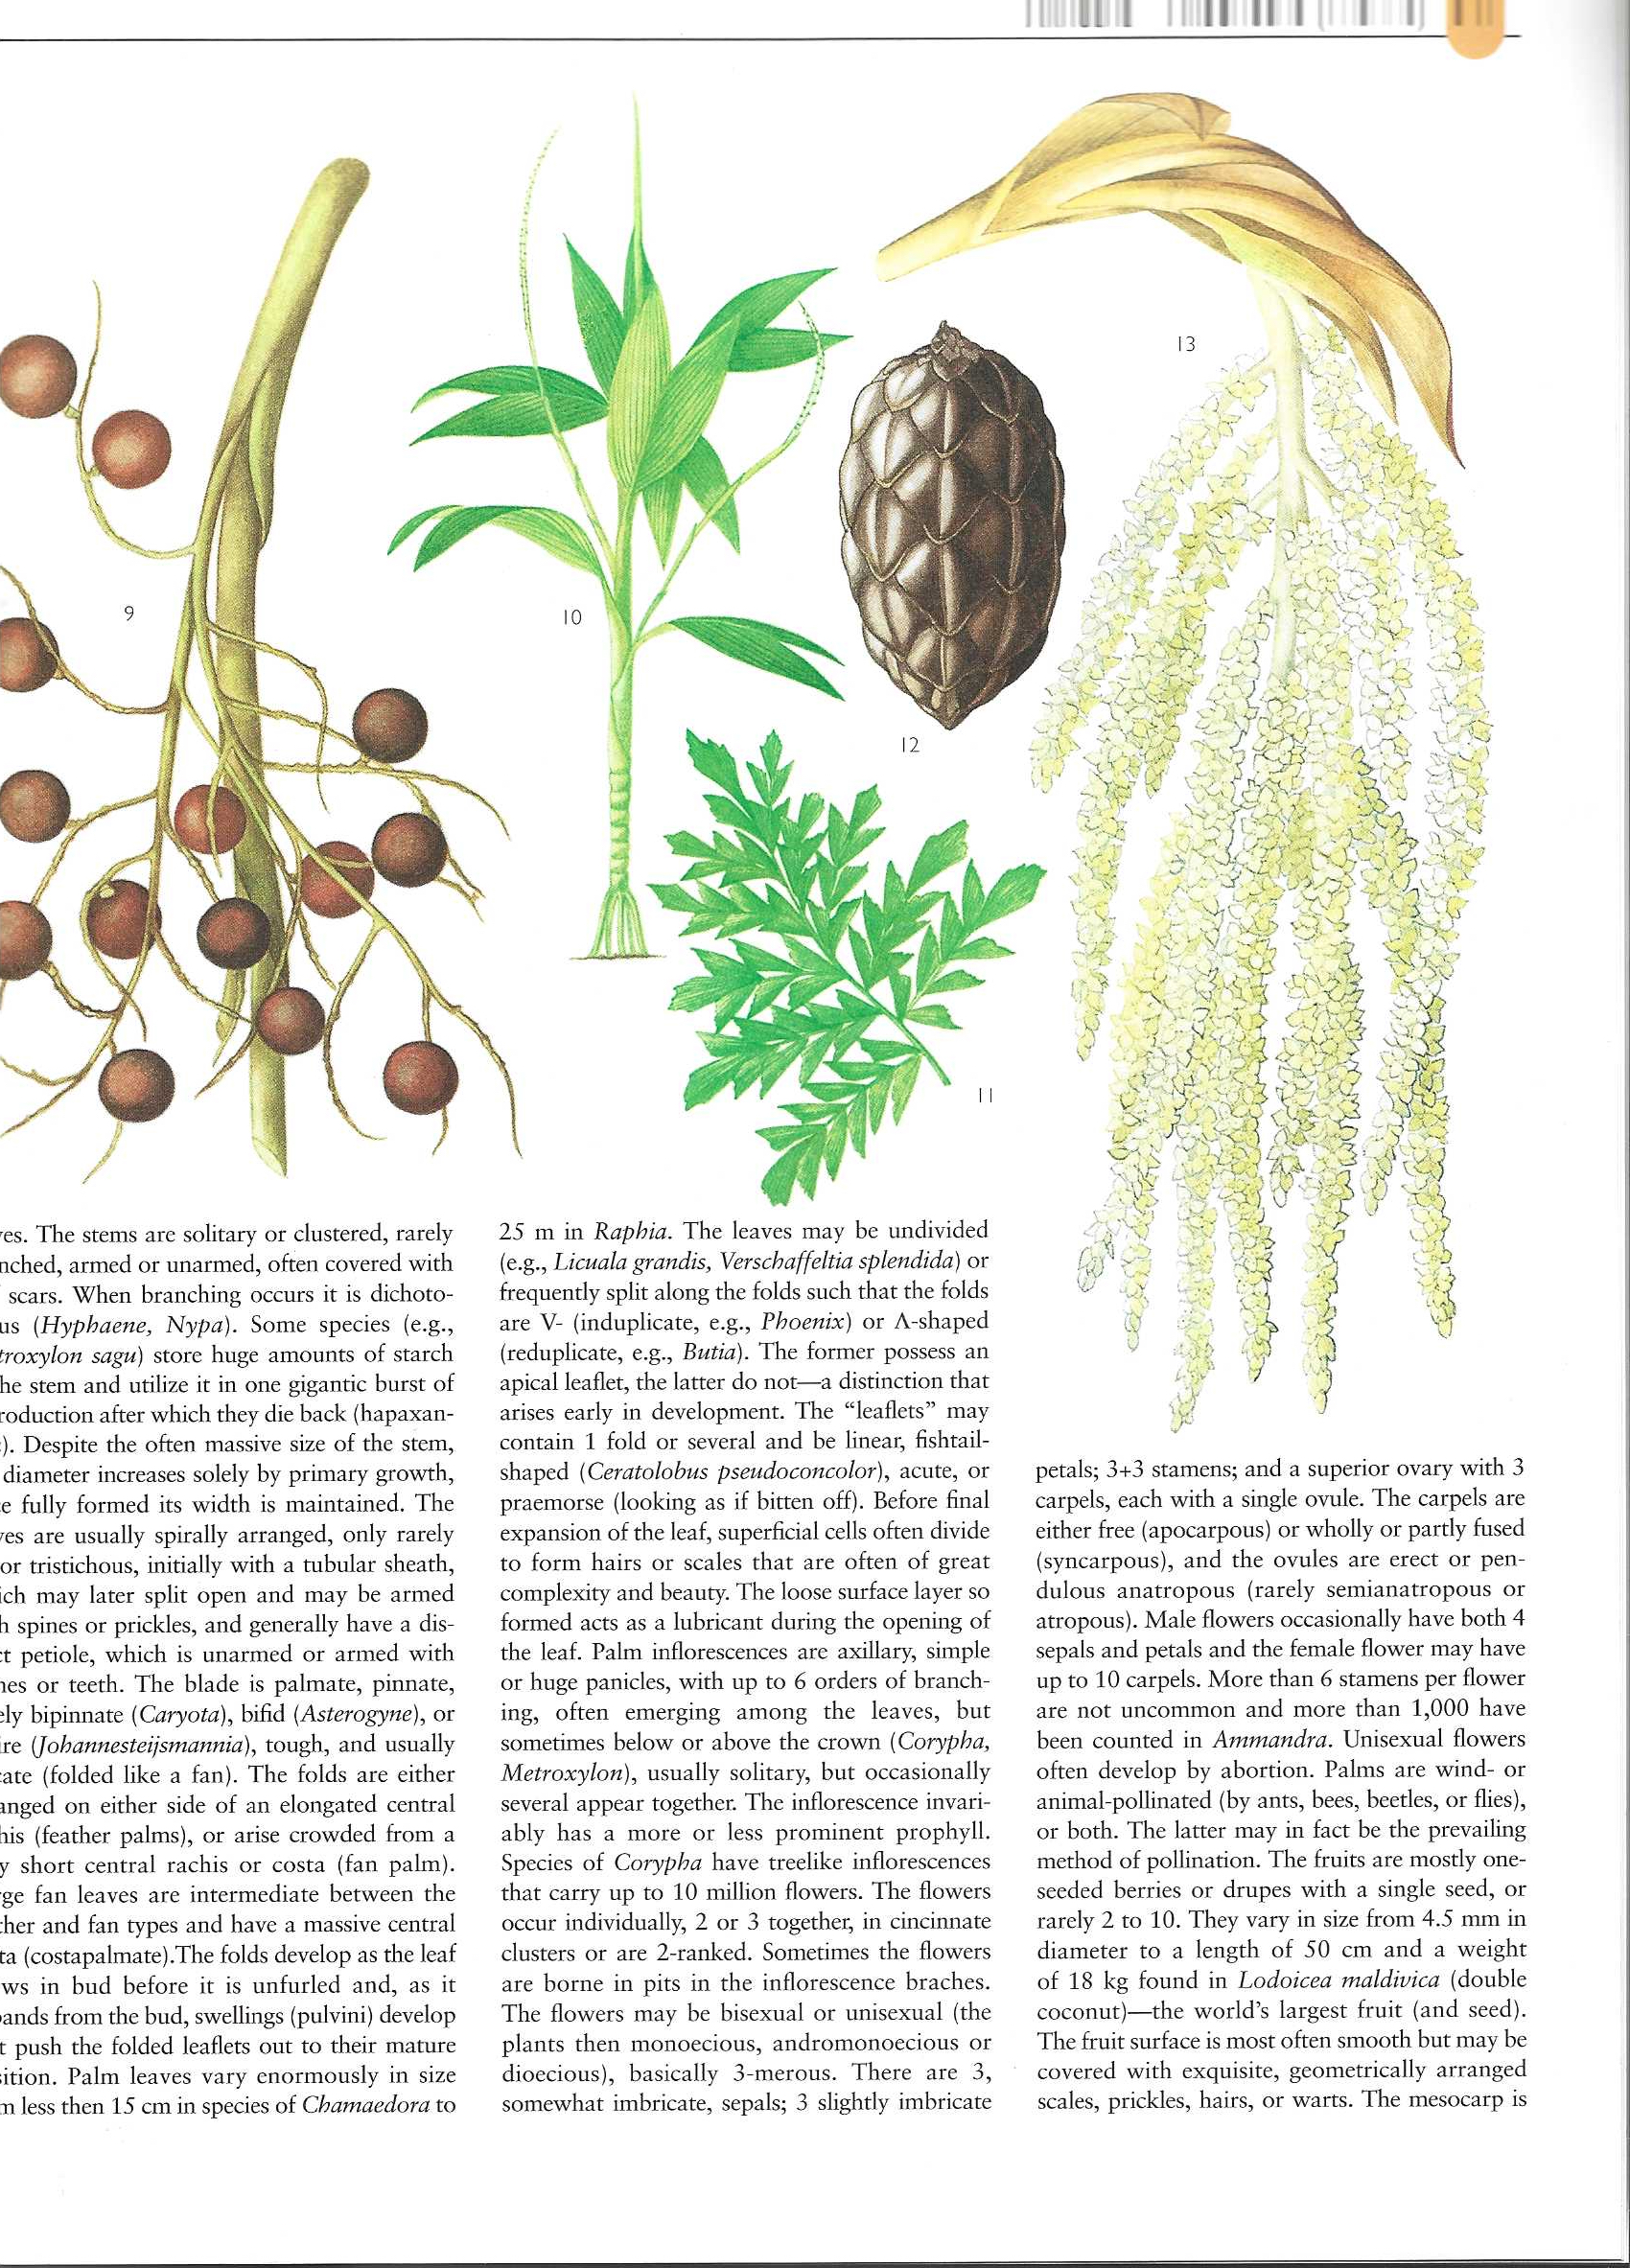 9
10
11
12
13
es. The stems are solitary or clustered, rarely
nched, armed or unarmed, often covered with
scars. When branching occurs it is dichoto-
us (Hyphaene, Nypa). Some species (e.g.,
troxylon sagu) store huge amounts of starch
he stem and utilize it in one gigantic burst of
roduction after which they die back (hapaxan-
). Despite the often massive size of the stem,
diameter increases solely by primary growth,
e fully formed its width is maintained. The
ves are usually spirally arranged, only rarely
or tristichous, initially with a tubular sheath,
ich may later split open and may be armed
h spines or prickles, and generally have a dis-
t petiole, which is unarmed or armed with
nes or teeth. The blade is palmate, pinnate,
ely bipinnate (Caryota), bifid (Asterogyne), or
ire (Johannesteijsmannia), tough, and usually
ate (folded like a fan). The folds are either
anged on either side of an elongated central
his (feather palms), or arise crowded from a
y short central rachis or costa (fan palm).
rge fan leaves are intermediate between the
ther and fan types and have a massive central
ta (costapalmate).The folds develop as the leaf
ws in bud before it is unfurled and, as it
ands from the bud, swellings (pulvini) develop
t push the folded leaflets out to their mature
ition. Palm leaves vary enormously in size
m less then 15 cm in species of Chamaedora to
25 m in Raphia. The leaves may be undivided
(e.g., Licuala grandis, Verschaffeltia splendida) or
frequently split along the folds such that the folds
are V- (induplicate, e.g., Phoenix) or Λ-shaped
(reduplicate, e.g., Butia). The former possess an
apical leaflet, the latter do not—a distinction that
arises early in development. The “leaflets” may
contain 1 fold or several and be linear, fishtail-
shaped (Ceratolobus pseudoconcolor), acute, or
praemorse (looking as if bitten off). Before final
expansion of the leaf, superficial cells often divide
to form hairs or scales that are often of great
complexity and beauty. The loose surface layer so
formed acts as a lubricant during the opening of
the leaf. Palm inflorescences are axillary, simple
or huge panicles, with up to 6 orders of branch-
ing, often emerging among the leaves, but
sometimes below or above the crown (Corypha,
Metroxylon), usually solitary, but occasionally
several appear together. The inflorescence invari-
ably has a more or less prominent prophyll.
Species of Corypha have treelike inflorescences
that carry up to 10 million flowers. The flowers
occur individually, 2 or 3 together, in cincinnate
clusters or are 2-ranked. Sometimes the flowers
are borne in pits in the inflorescence braches.
The flowers may be bisexual or unisexual (the
plants then monoecious, andromonoecious or
dioecious), basically 3-merous. There are 3,
somewhat imbricate, sepals; 3 slightly imbricate
petals; 3+3 stamens; and a superior ovary with 3
carpels, each with a single ovule. The carpels are
either free (apocarpous) or wholly or partly fused
(syncarpous), and the ovules are erect or pen-
dulous anatropous (rarely semianatropous or
atropous). Male flowers occasionally have both 4
sepals and petals and the female flower may have
up to 10 carpels. More than 6 stamens per flower
are not uncommon and more than 1,000 have
been counted in Ammandra. Unisexual flowers
often develop by abortion. Palms are wind- or
animal-pollinated (by ants, bees, beetles, or flies),
or both. The latter may in fact be the prevailing
method of pollination. The fruits are mostly one-
seeded berries or drupes with a single seed, or
rarely 2 to 10. They vary in size from 4.5 mm in
diameter to a length of 50 cm and a weight
of 18 kg found in Lodoicea maldivica (double
coconut)—the world’s largest fruit (and seed).
The fruit surface is most often smooth but may be
covered with exquisite, geometrically arranged
scales, prickles, hairs, or warts. The mesocarp is